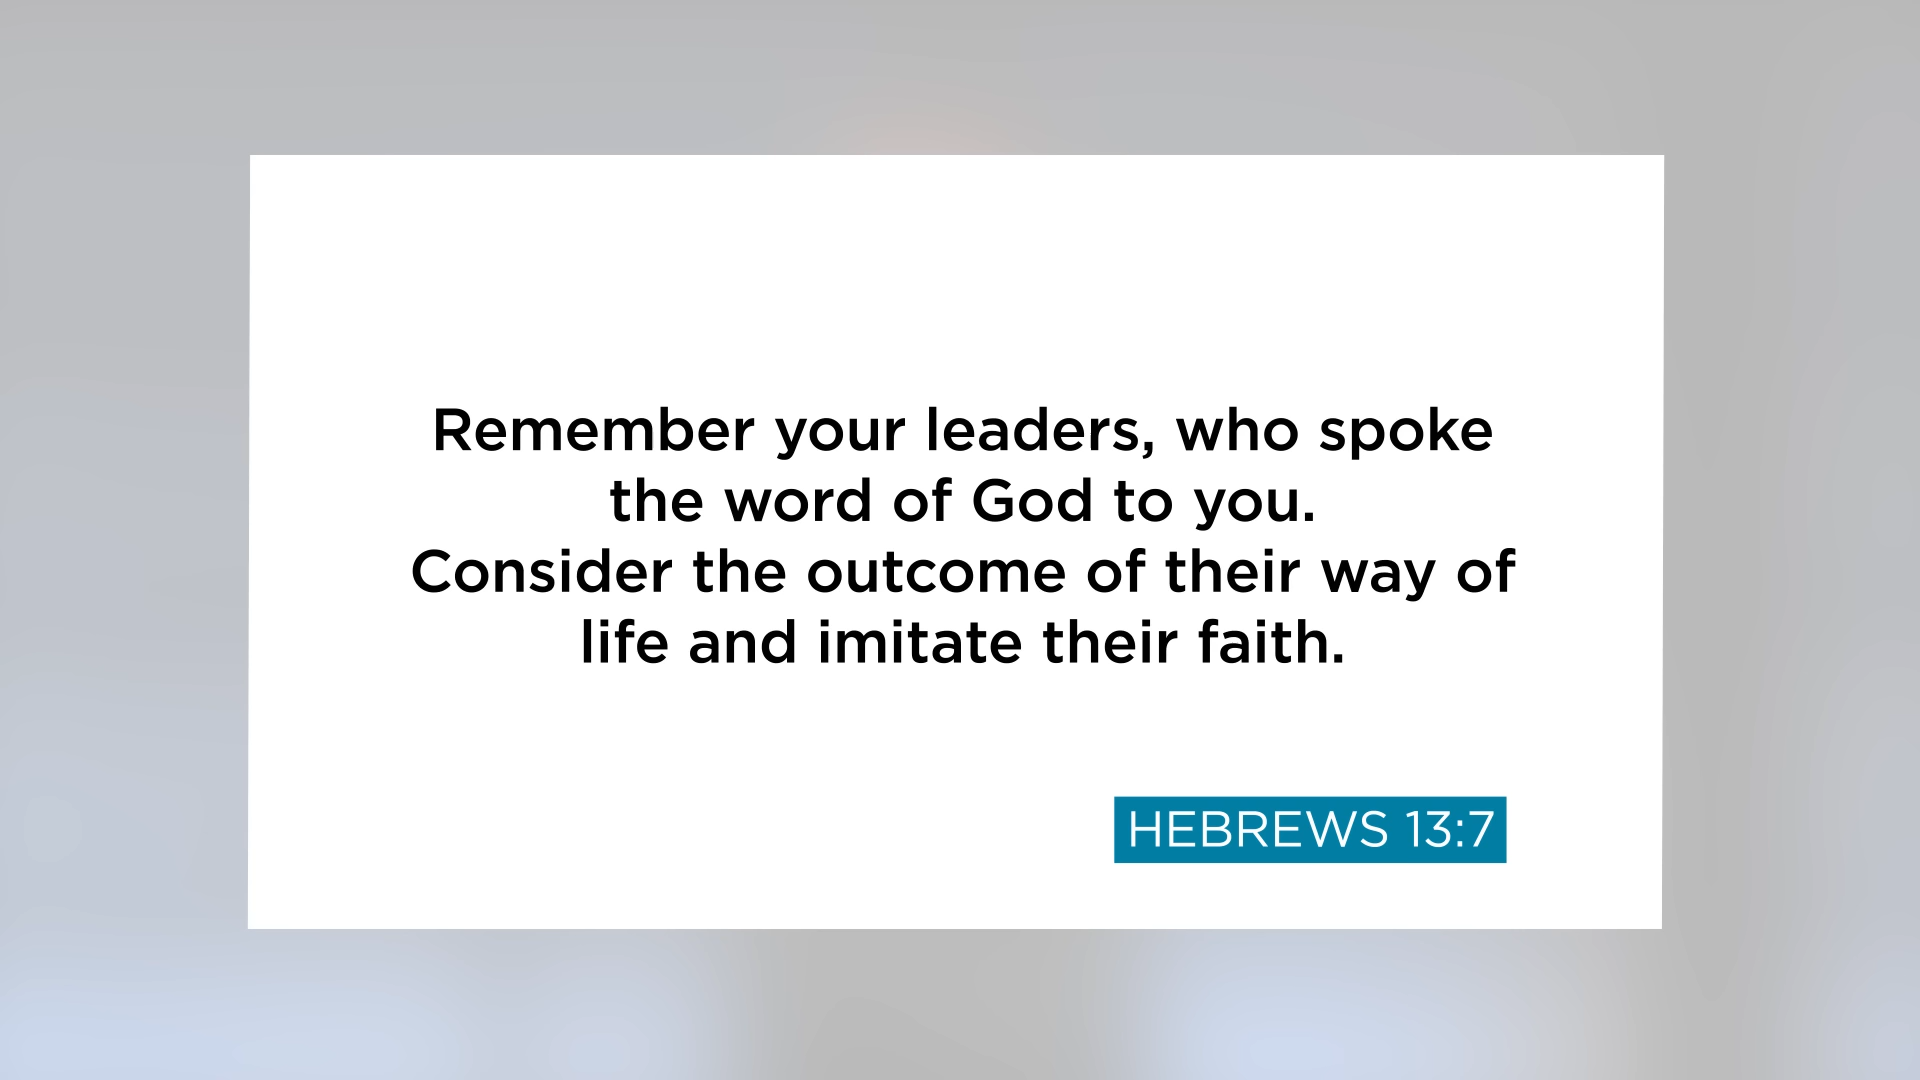 Remember your leaders, who spoke
the word of God to you.
Consider the outcome of their way of
life and imitate their faith.
HEBREWS 13:7